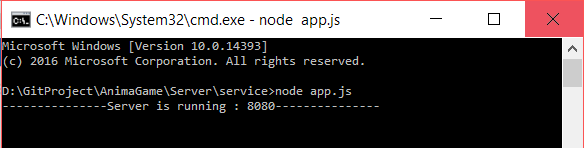 C:\Windows\System32\cmd.exe - node  app.js
Microsoft Windows [Version 10.0.14393]
(c) 2016 Microsoft Corporation. All rights reserved.
D:\GitProject\AnimaGame\Server\service>node app.js
---------------Server is running : 8080---------------